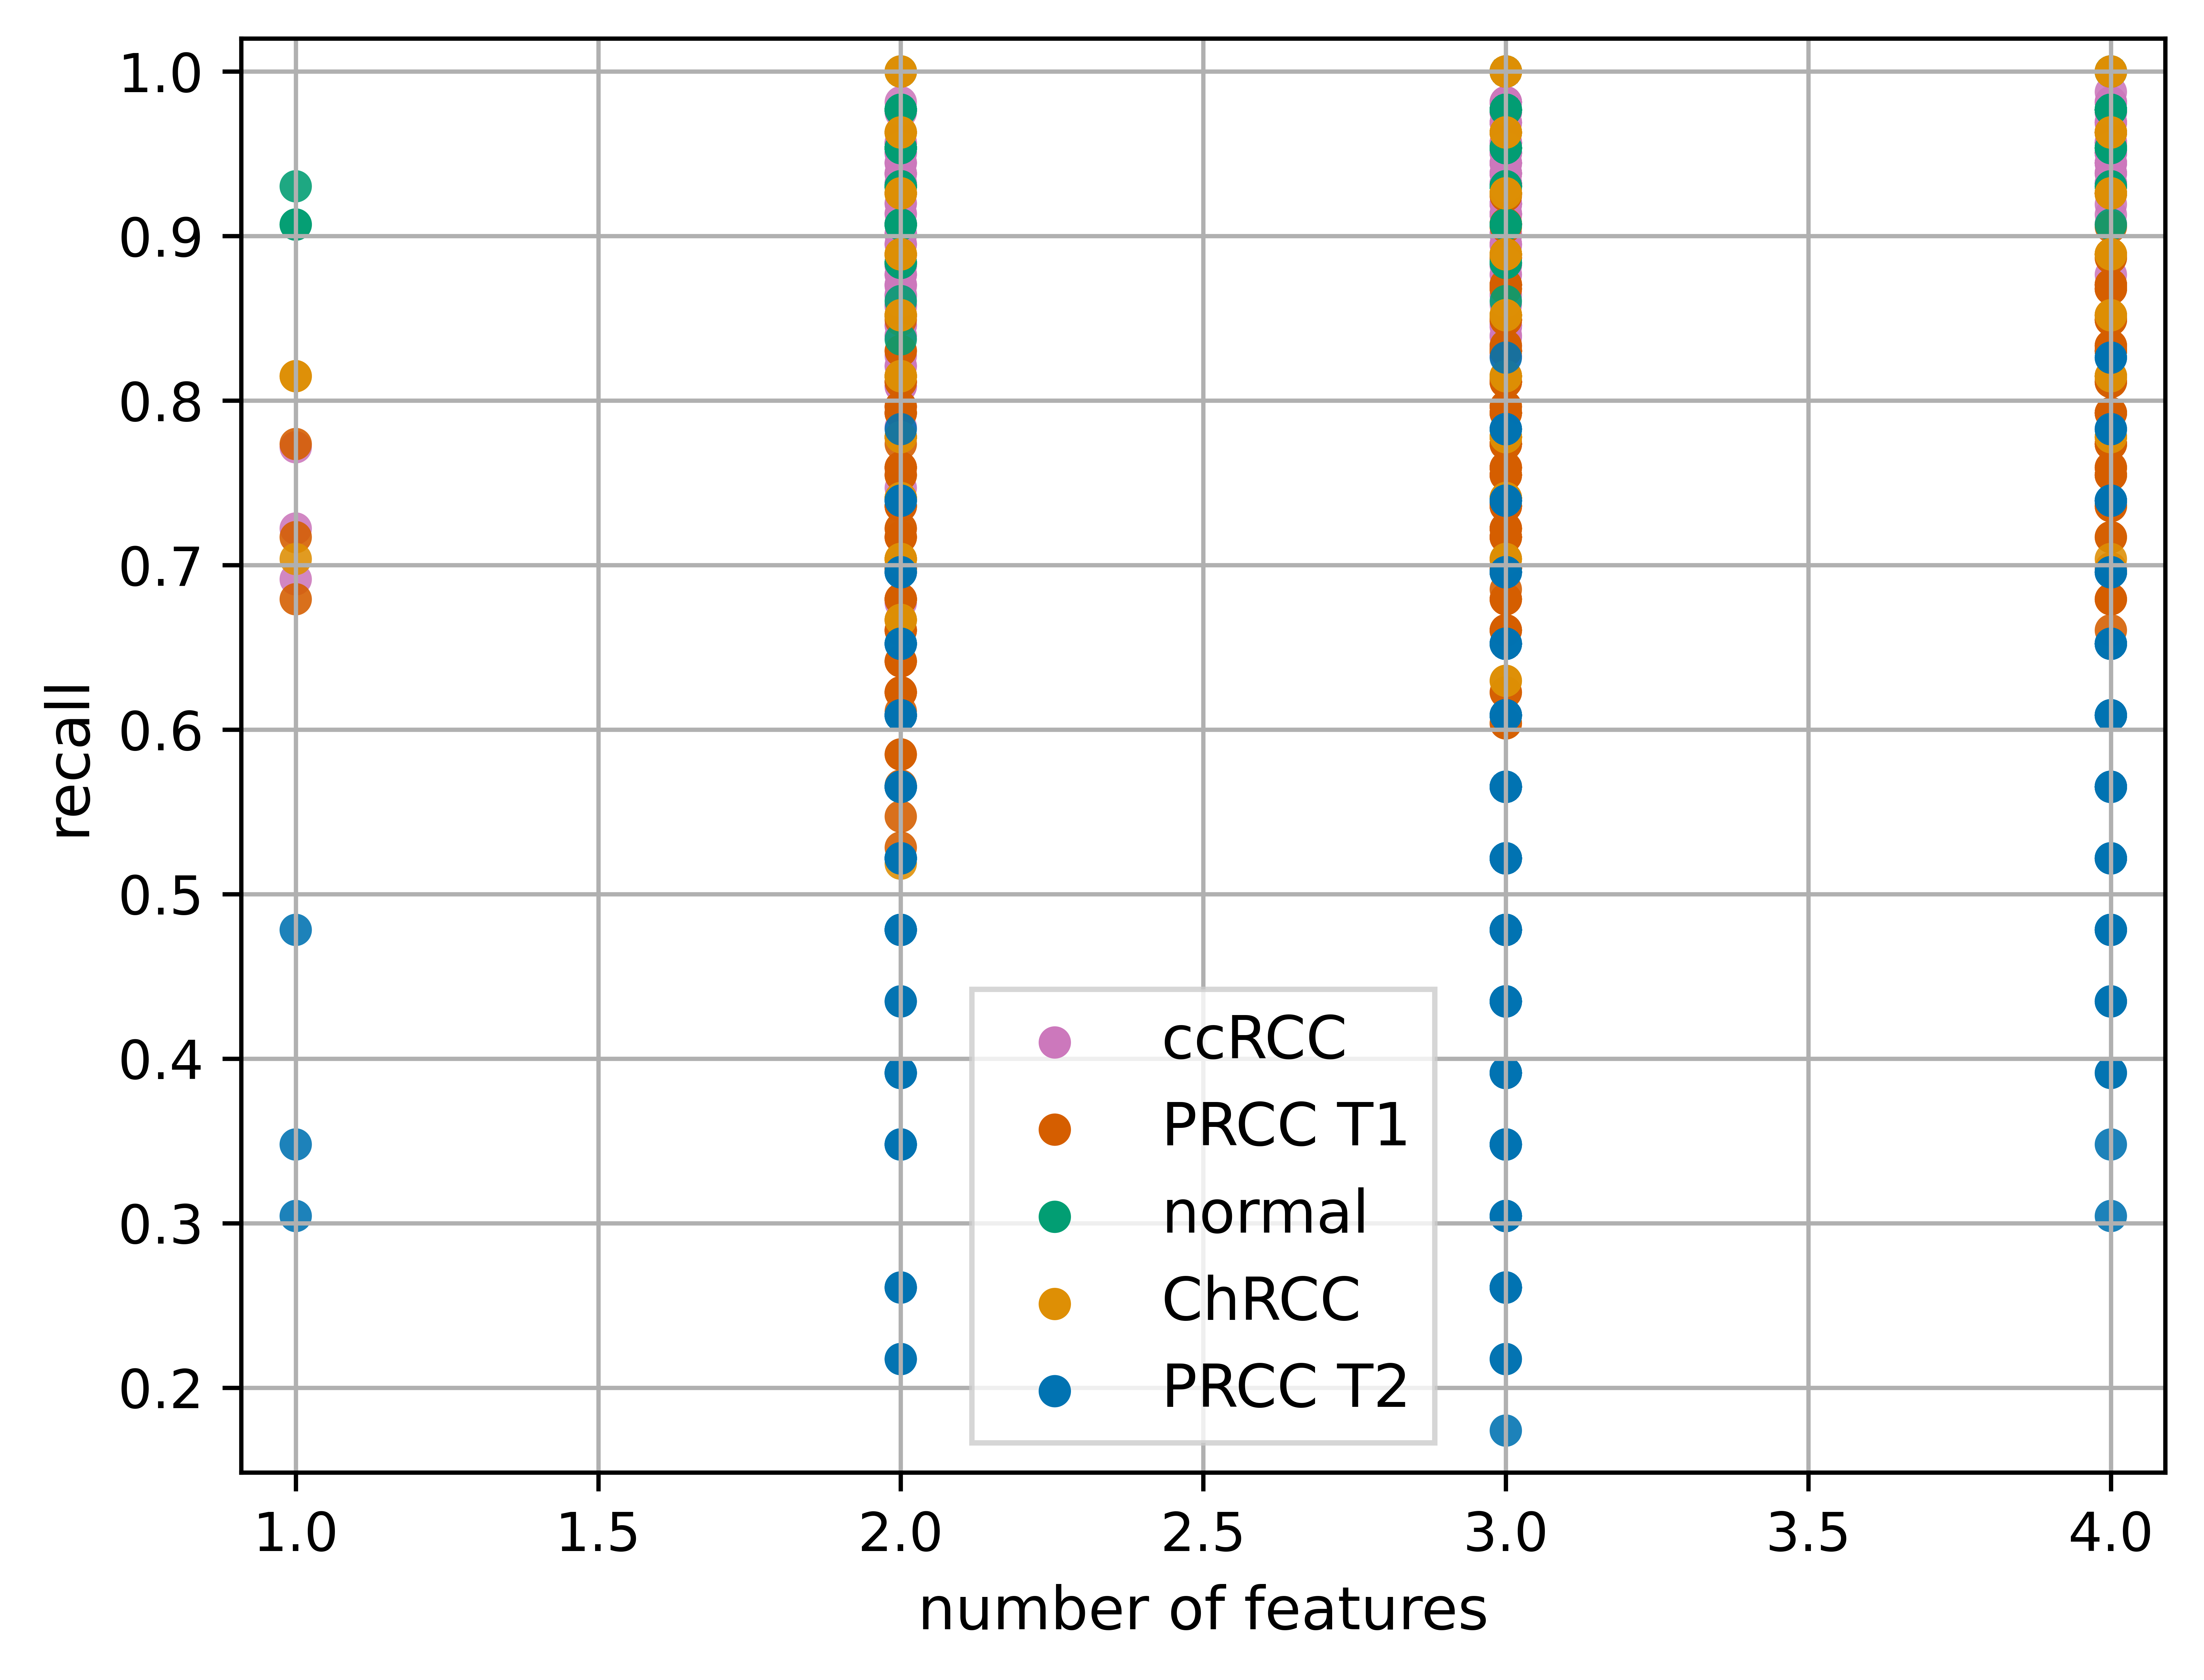 1.0
0.9
0.8
0.7
0.6
0.5
0.4
0.3
0.2
recall
ccRCC
PRCC T1
normal
ChRCC
PRCC T2
1.0 1.5 2.0 2.5 3.0 3.5 4.0
number of features